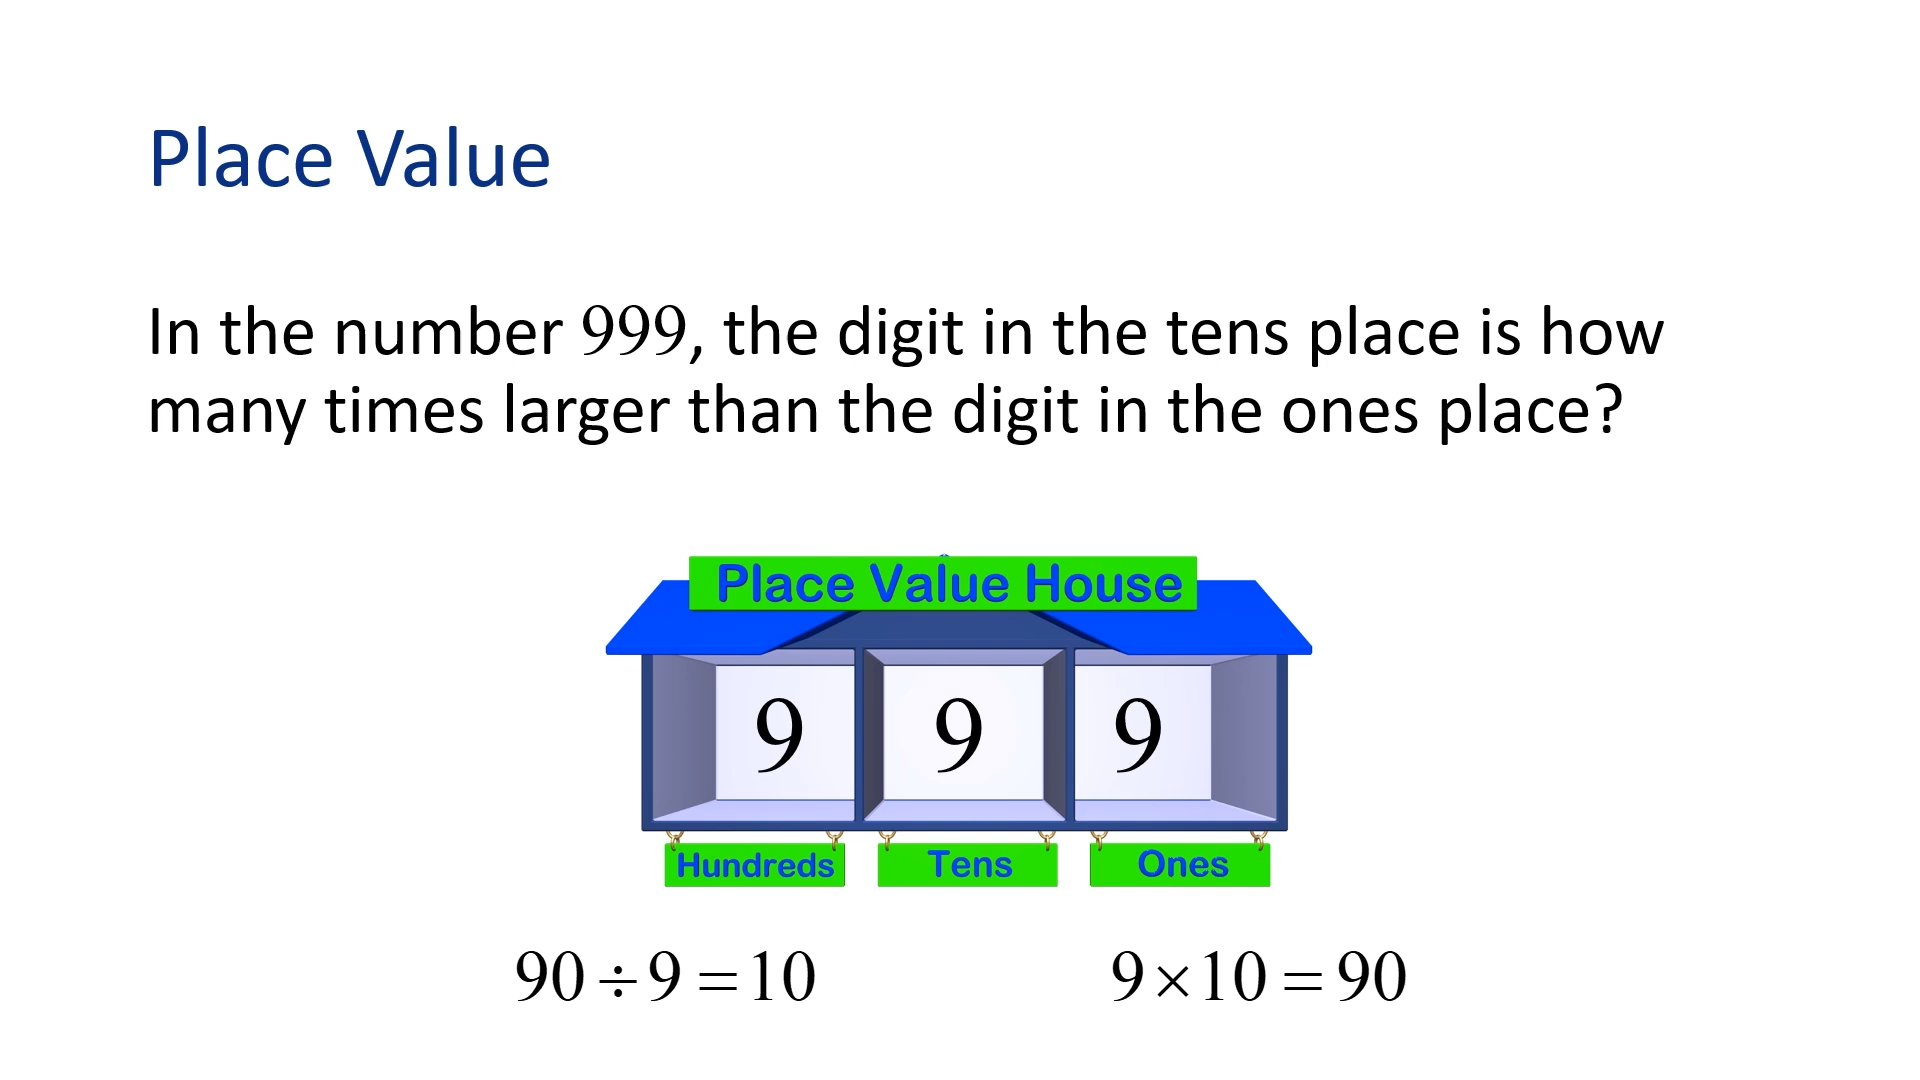 Place Value
In the number 999, the digit in the tens place is how
many times larger than the digit in the ones place?
Place Value House
9 9 9
Hundreds Tens Ones
90 ÷ 9 = 10 9 × 10 = 90